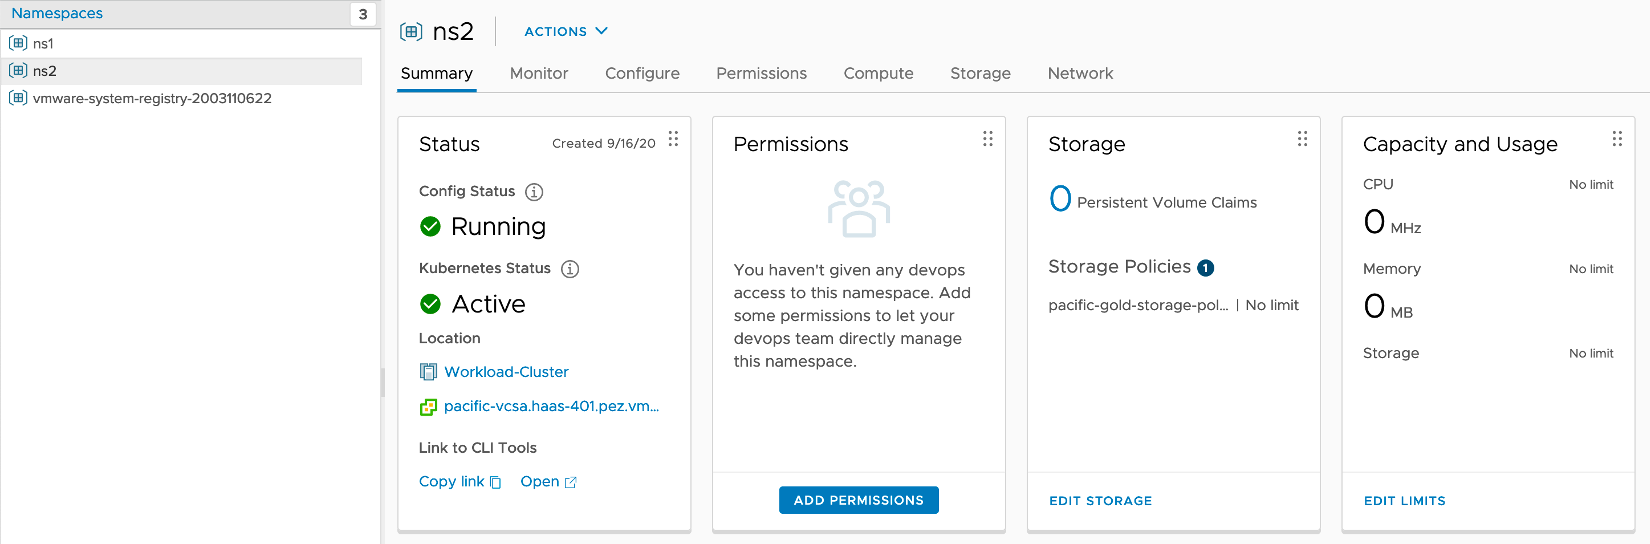 Namespaces 3
ns1
ns2
vmware-system-registry-2003110622
ns2 ACTIONS
Summary Monitor Configure Permissions Compute Storage Network
Status Created 9/16/20
Config Status
Running
Kubernetes Status
Active
Location
Workload-Cluster
pacific-vcsa.haas-401.pez.vm...
Link to CLI Tools
Copy link Open
Permissions
You haven't given any devops
access to this namespace. Add
some permissions to let your
devops team directly manage
this namespace.
ADD PERMISSIONS
Storage
0 Persistent Volume Claims
Storage Policies 1
pacific-gold-storage-pol... | No limit
EDIT STORAGE
Capacity and Usage
CPU No limit
0 MHz
Memory No limit
0 MB
Storage No limit
EDIT LIMITS